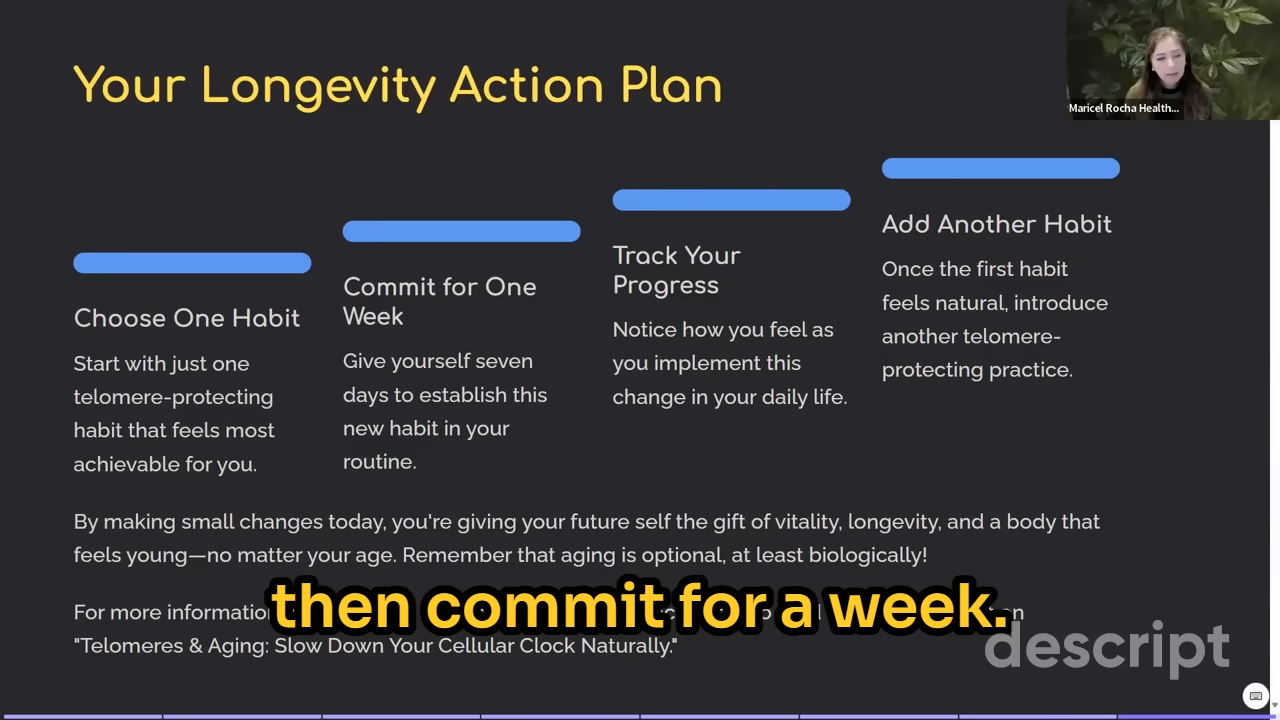 Your Longevity Action Plan
Maricel Rocha Health...
Choose One Habit
Start with just one
telomere-protecting
habit that feels most
achievable for you.
Commit for One
Week
Give yourself seven
days to establish this
new habit in your
routine.
Track Your
Progress
Notice how you feel as
you implement this
change in your daily life.
Add Another Habit
Once the first habit
feels natural, introduce
another telomere-
protecting practice.
By making small changes today, you're giving your future self the gift of vitality, longevity, and a body that
feels young—no matter your age. Remember that aging is optional, at least biologically!
For more information
"Telomeres & Aging: Slow Down Your Cellular Clock Naturally."
then commit for a week.
descript